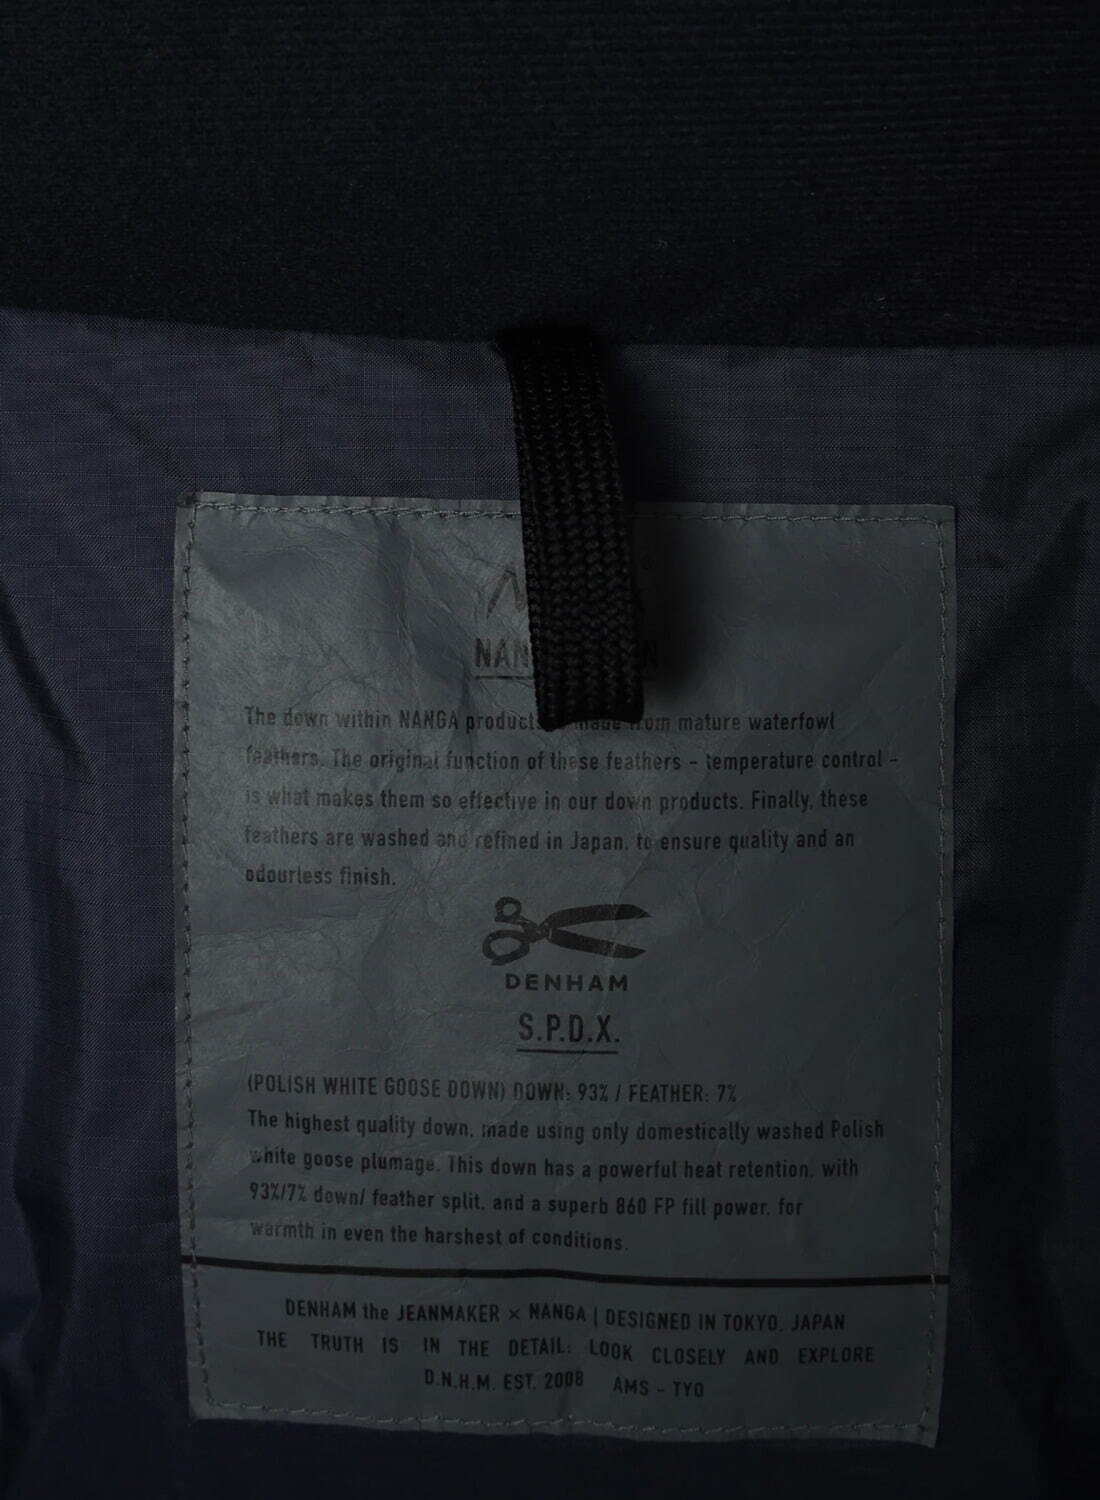 The down within NANGA products made from mature waterfowl
feathers. The original function of these feathers - temperature control -
is what makes them so effective in our down products. Finally, these
feathers are washed and refined in Japan, to ensure quality and an
odourless finish.
DENHAM
S.P.D.X.
(POLISH WHITE GOOSE DOWN) DOWN: 93% / FEATHER: 7%
The highest quality down, made using only domestically washed Polish
white goose plumage. This down has a powerful heat retention, with
93%/7% down/ feather split, and a superb 860 FP fill power, for
warmth in even the harshest of conditions.
DENHAM the JEANMAKER × NANGA | DESIGNED IN TOKYO, JAPAN
THE TRUTH IS IN THE DETAIL: LOOK CLOSELY AND EXPLORE
D.N.H.M. EST. 2008 AMS - TYO